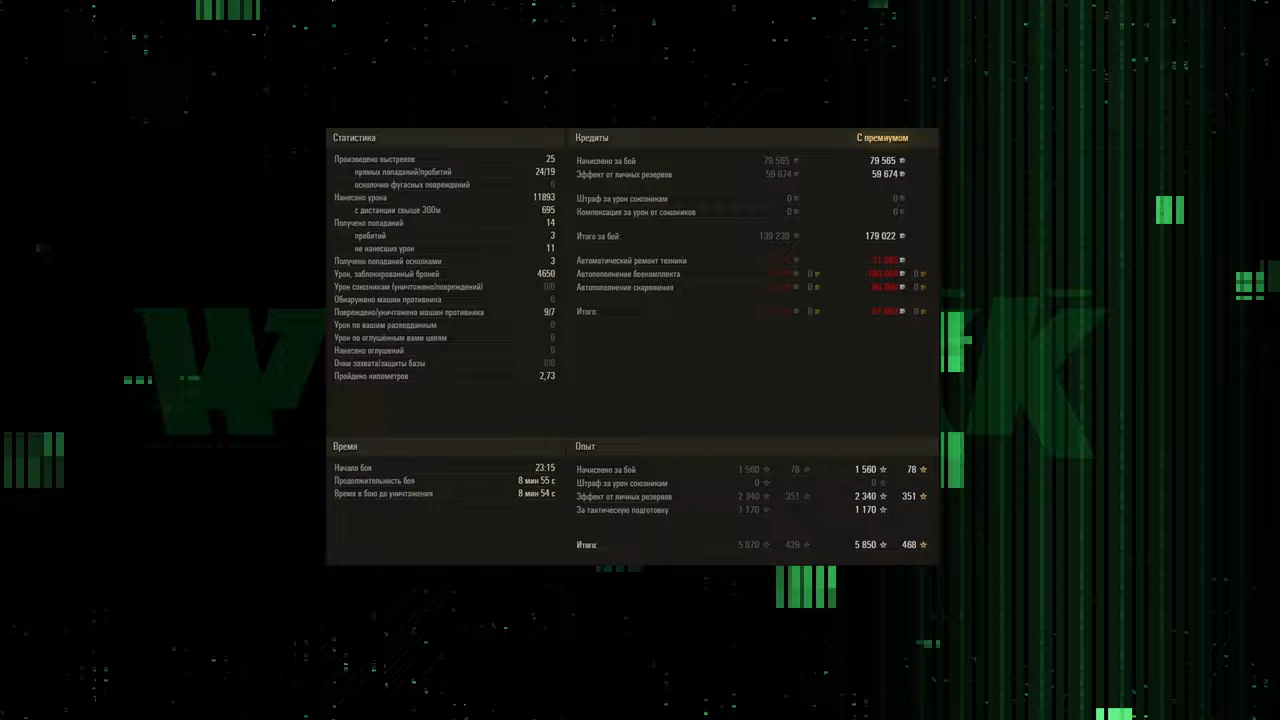 Статистика
Произведено выстрелов 25
прямых попаданий/пробитий 24/19
осколочно фугасных повреждений 0
Нанесено урона 11893
с дистанции свыше 300м 695
Получено попаданий 14
пробитий 3
не нанесших урон 11
Получено попаданий осколками 3
Урон, заблокированный броней 4650
Урон союзникам (уничтожено/повреждений) 0/0
Обнаружено машин противника 0
Повреждено/уничтожено машин противника 9/7
Урон по вашим разведданным 0
Урон по оглушённым вами целям 0
Нанесено оглушений 0
Очки захвата/защиты базы 0/0
Пройдено километров 2,73
Кредиты С премиумом
Начислено за бой 79 565 79 565
Эффект от личных резервов 59 674 59 674
Штраф за урон союзникам 0 0
Компенсация за урон от союзников 0 0
Итого за бой: 139 239 179 022
Автоматический ремонт техники
Автопополнение боекомплекта 0 0
Автопополнение снаряжения 0 0
Итого: 0 0
Время
Начало боя 23:15
Продолжительность боя 8 мин 55 с
Время в бою до уничтожения 8 мин 54 с
Опыт
Начислено за бой 1 560 78 1 560 78
Штраф за урон союзникам 0 0
Эффект от личных резервов 2 340 351 2 340 351
За тактическую подготовку 1 170 1 170
Итого: 5 070 429 5 850 468